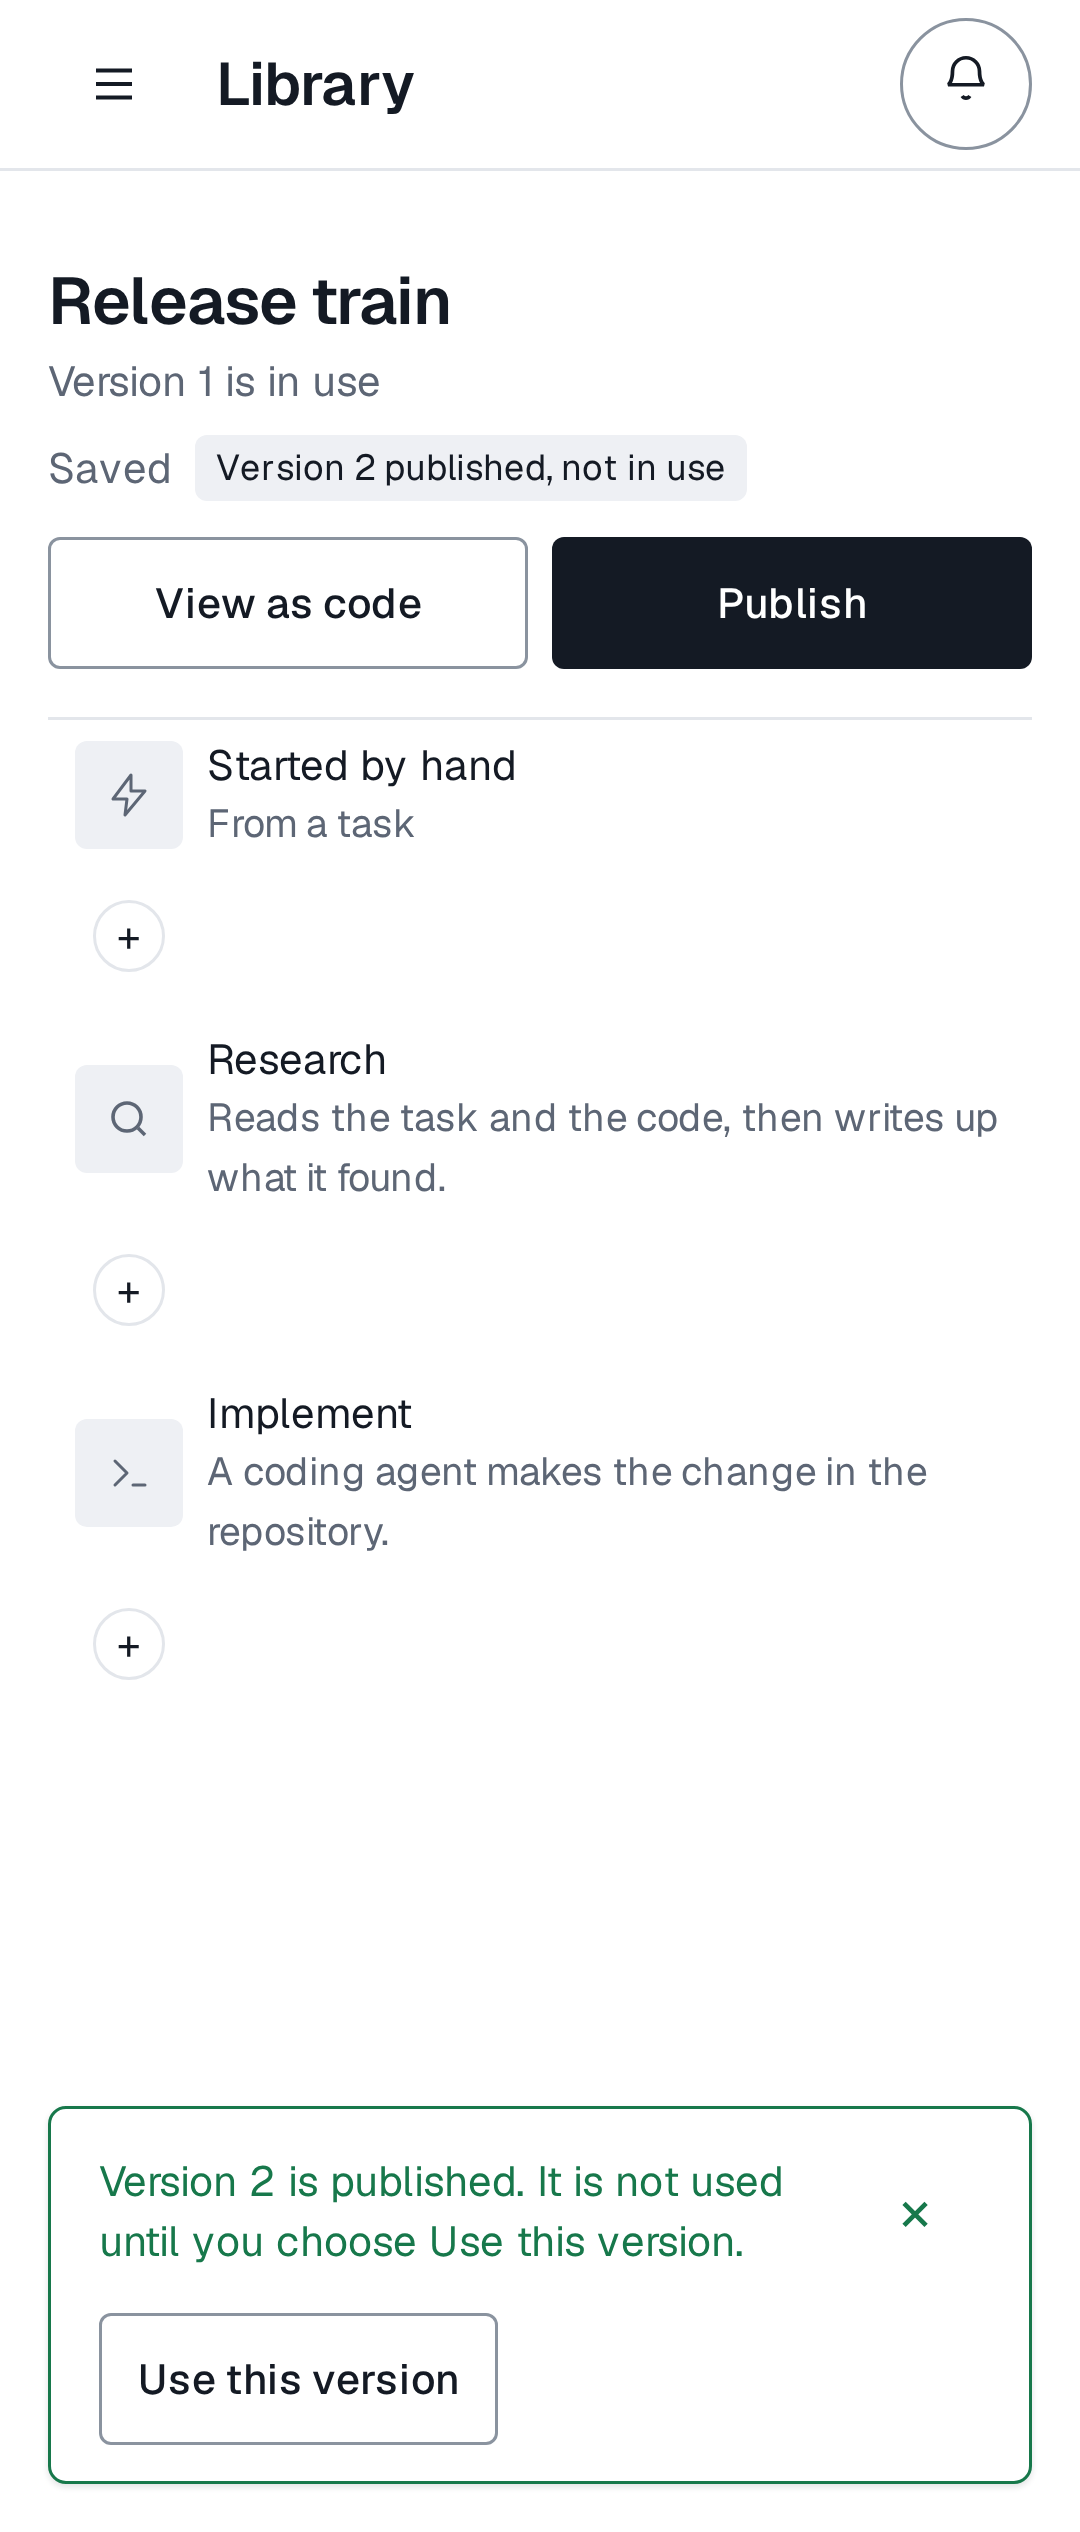 Library
Release train
Version 1 is in use
Saved
Version 2 published, not in use
View as code
Publish
Started by hand
From a task
+
Research
Reads the task and the code, then writes up
what it found.
+
Implement
A coding agent makes the change in the
repository.
+
Version 2 is published. It is not used
until you choose Use this version.
Use this version